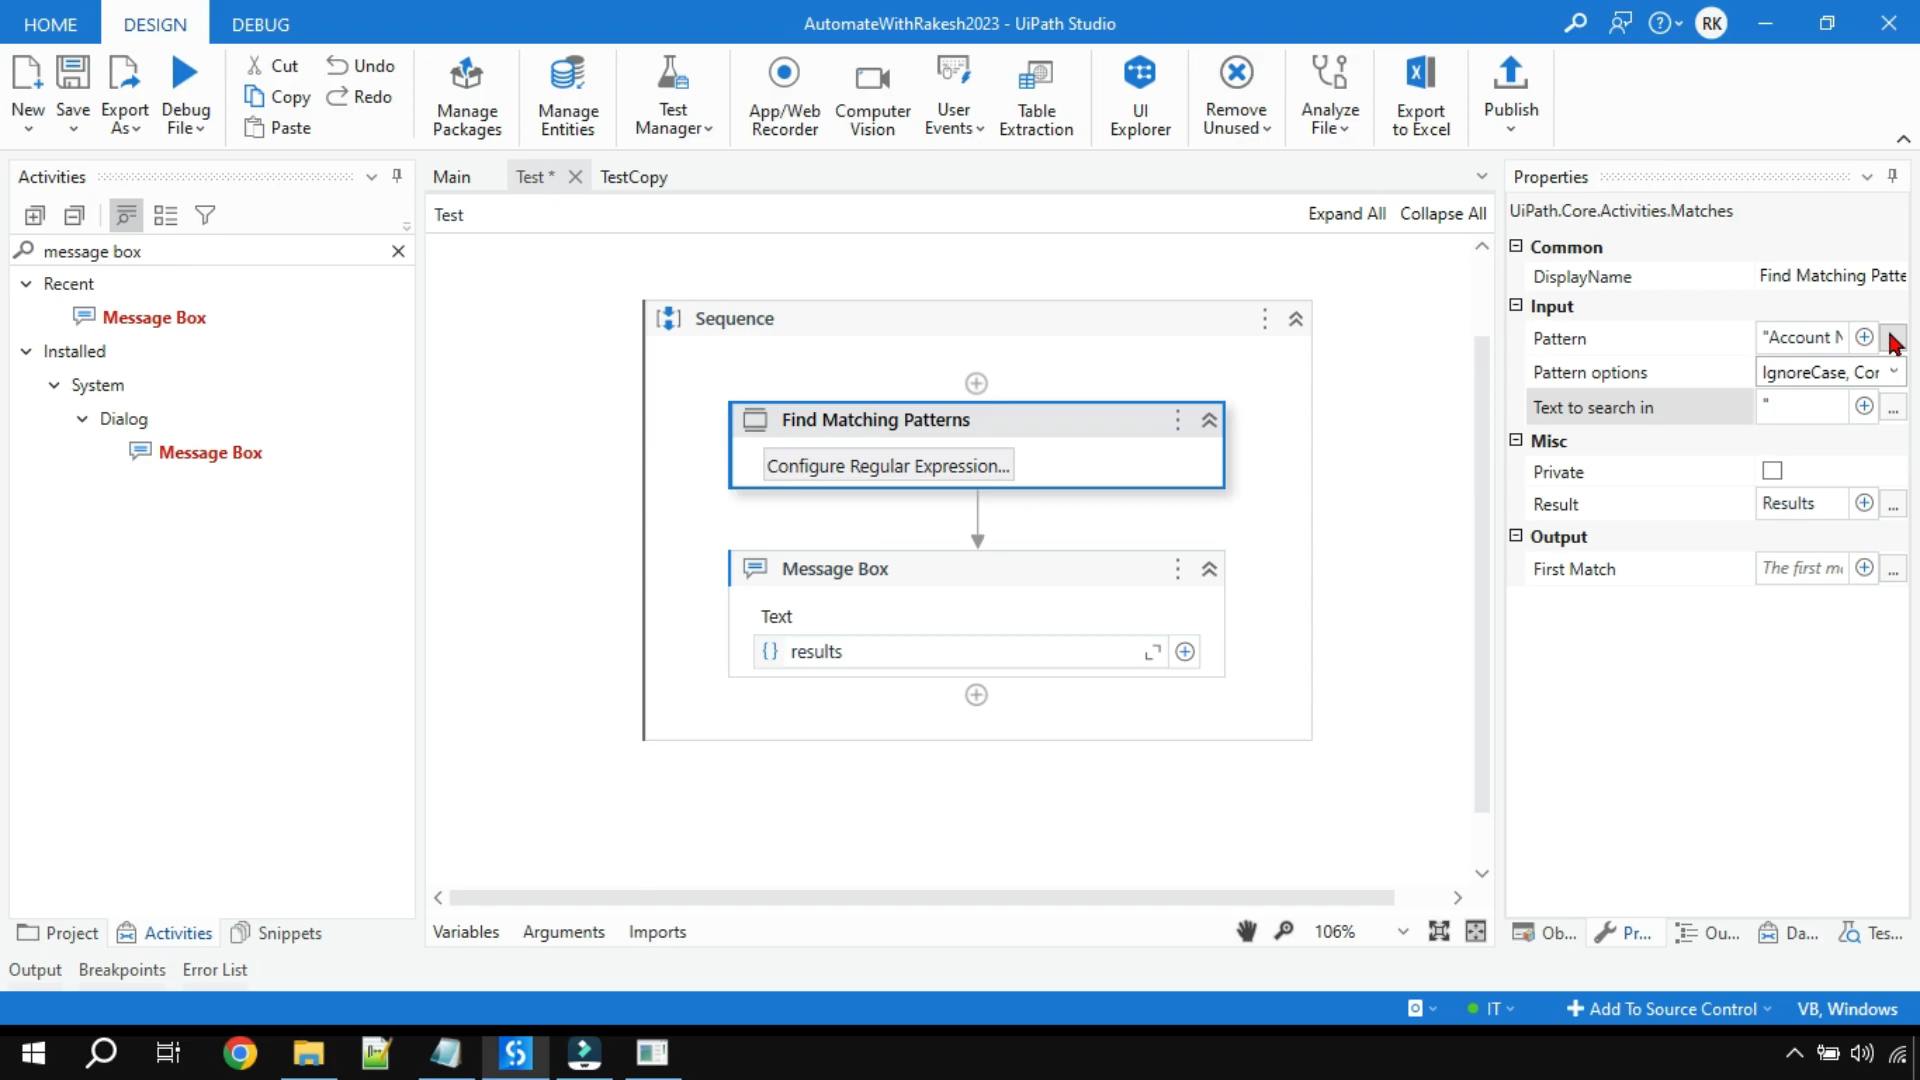 HOME
DESIGN
DEBUG
AutomateWithRakesh2023 - UiPath Studio
RK
New
Save
Export As
Debug File
Cut
Copy
Paste
Undo
Redo
Manage Packages
Manage Entities
Test Manager
App/Web Recorder
Computer Vision
User Events
Table Extraction
UI Explorer
Remove Unused
Analyze File
Export to Excel
Publish
Activities
message box
Recent
Message Box
Installed
System
Dialog
Message Box
Main
Test *
TestCopy
Test
Expand All
Collapse All
Sequence
Find Matching Patterns
Configure Regular Expression...
Message Box
Text
results
Properties
UiPath.Core.Activities.Matches
Common
DisplayName
Find Matching Patte
Input
Pattern
"Account N
Pattern options
IgnoreCase, Cor
Text to search in
"
...
Misc
Private
Result
Results
...
Output
First Match
The first ma
...
Project
Activities
Snippets
Variables
Arguments
Imports
106%
Ob...
Pr...
Ou...
Da...
Tes...
Output
Breakpoints
Error List
IT
Add To Source Control
VB, Windows